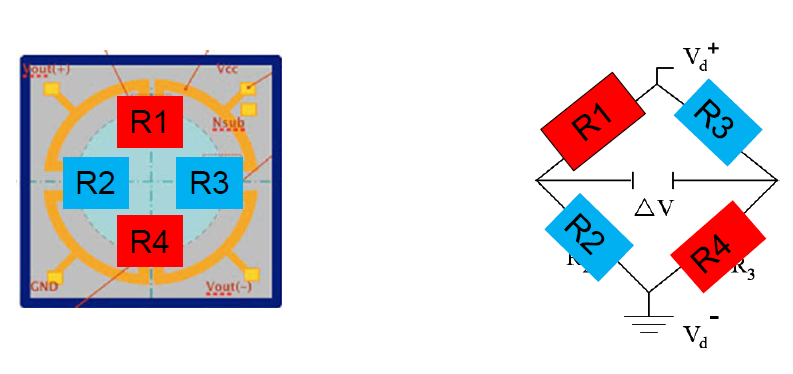 Vout(+)
Vcc
R1
Nsub
R2
R3
R4
GND
Vout(-)
Vd+
R1
R3
△V
R2
R4
R3
Vd-